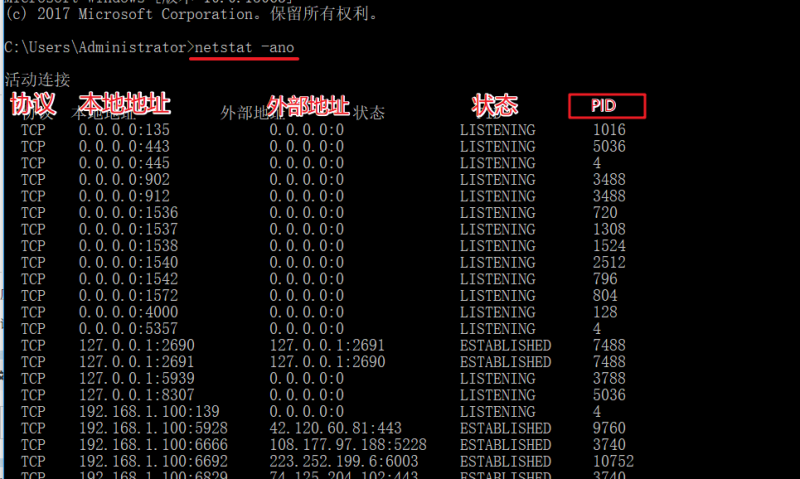 (c) 2017 Microsoft Corporation。保留所有权利。
C:\Users\Administrator>netstat -ano
活动连接
协议 本地地址 外部地址 状态 PID
协议 本地地址 外部地址 状态
TCP 0.0.0.0:135 0.0.0.0:0 LISTENING 1016
TCP 0.0.0.0:443 0.0.0.0:0 LISTENING 5036
TCP 0.0.0.0:445 0.0.0.0:0 LISTENING 4
TCP 0.0.0.0:902 0.0.0.0:0 LISTENING 3488
TCP 0.0.0.0:912 0.0.0.0:0 LISTENING 3488
TCP 0.0.0.0:1536 0.0.0.0:0 LISTENING 720
TCP 0.0.0.0:1537 0.0.0.0:0 LISTENING 1308
TCP 0.0.0.0:1538 0.0.0.0:0 LISTENING 1524
TCP 0.0.0.0:1540 0.0.0.0:0 LISTENING 2512
TCP 0.0.0.0:1542 0.0.0.0:0 LISTENING 796
TCP 0.0.0.0:1572 0.0.0.0:0 LISTENING 804
TCP 0.0.0.0:4000 0.0.0.0:0 LISTENING 128
TCP 0.0.0.0:5357 0.0.0.0:0 LISTENING 4
TCP 127.0.0.1:2690 127.0.0.1:2691 ESTABLISHED 7488
TCP 127.0.0.1:2691 127.0.0.1:2690 ESTABLISHED 7488
TCP 127.0.0.1:5939 0.0.0.0:0 LISTENING 3788
TCP 127.0.0.1:8307 0.0.0.0:0 LISTENING 5036
TCP 192.168.1.100:139 0.0.0.0:0 LISTENING 4
TCP 192.168.1.100:5928 42.120.60.81:443 ESTABLISHED 9760
TCP 192.168.1.100:6666 108.177.97.188:5228 ESTABLISHED 3740
TCP 192.168.1.100:6692 223.252.199.6:6003 ESTABLISHED 10752
TCP 192.168.1.100:6829 74.125.204.102:443 ESTABLISHED 3740